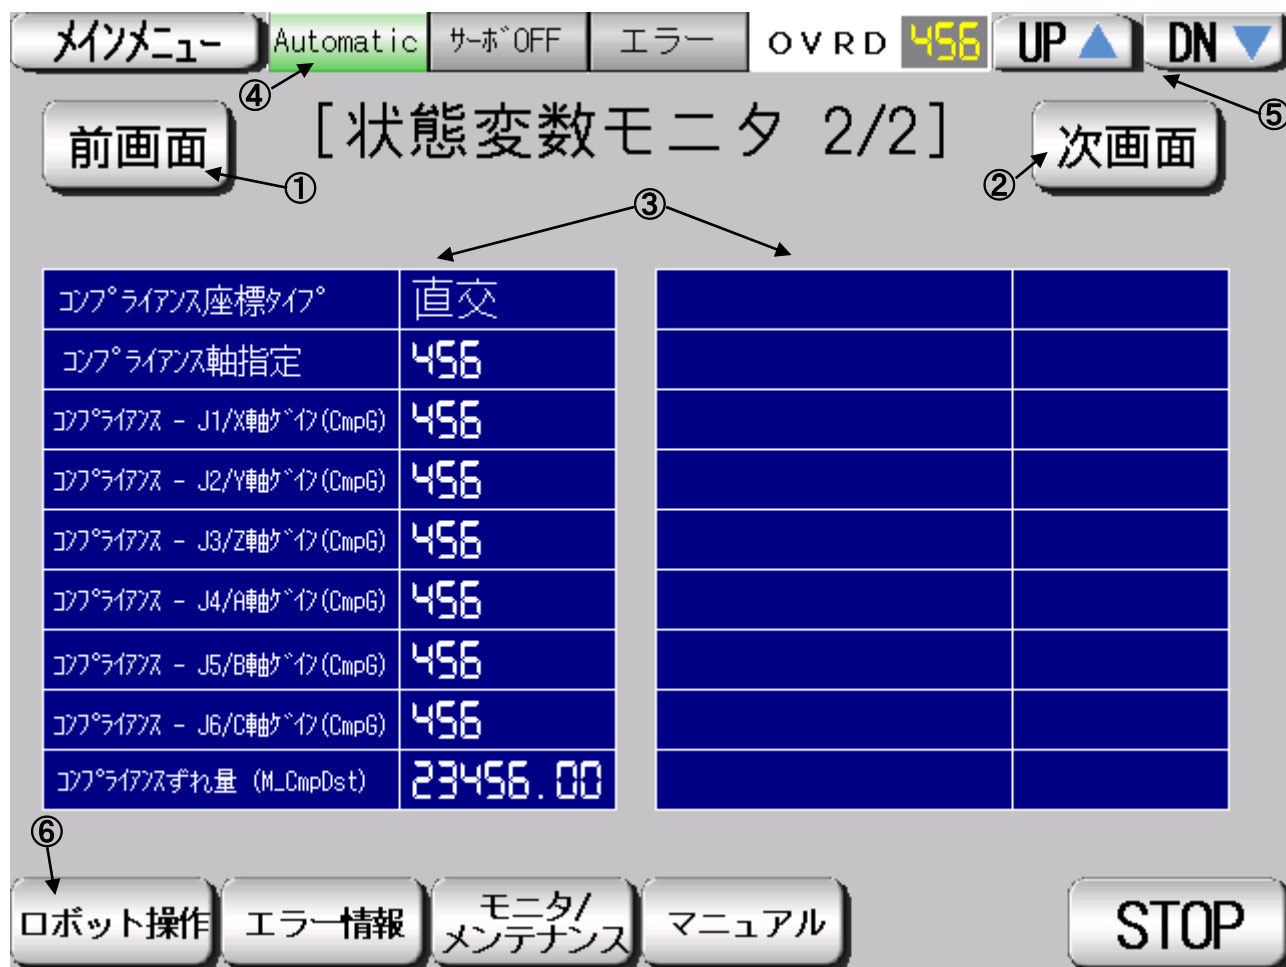 メインメニュー Automatic サーボOFF エラー OVRD 456 UP DN
④ ⑤
前画面 [状態変数モニタ 2/2] 次画面
① ②
③
コンプライアンス座標タイプ 直交
コンプライアンス軸指定 456
コンプライアンス - J1/X軸ゲイン(CmpG) 456
コンプライアンス - J2/Y軸ゲイン(CmpG) 456
コンプライアンス - J3/Z軸ゲイン(CmpG) 456
コンプライアンス - J4/A軸ゲイン(CmpG) 456
コンプライアンス - J5/B軸ゲイン(CmpG) 456
コンプライアンス - J6/C軸ゲイン(CmpG) 456
コンプライアンスずれ量 (M_CmpDst) 23456.00
⑥
ロボット操作 エラー情報 モニタ/ マニュアル STOP
メンテナンス